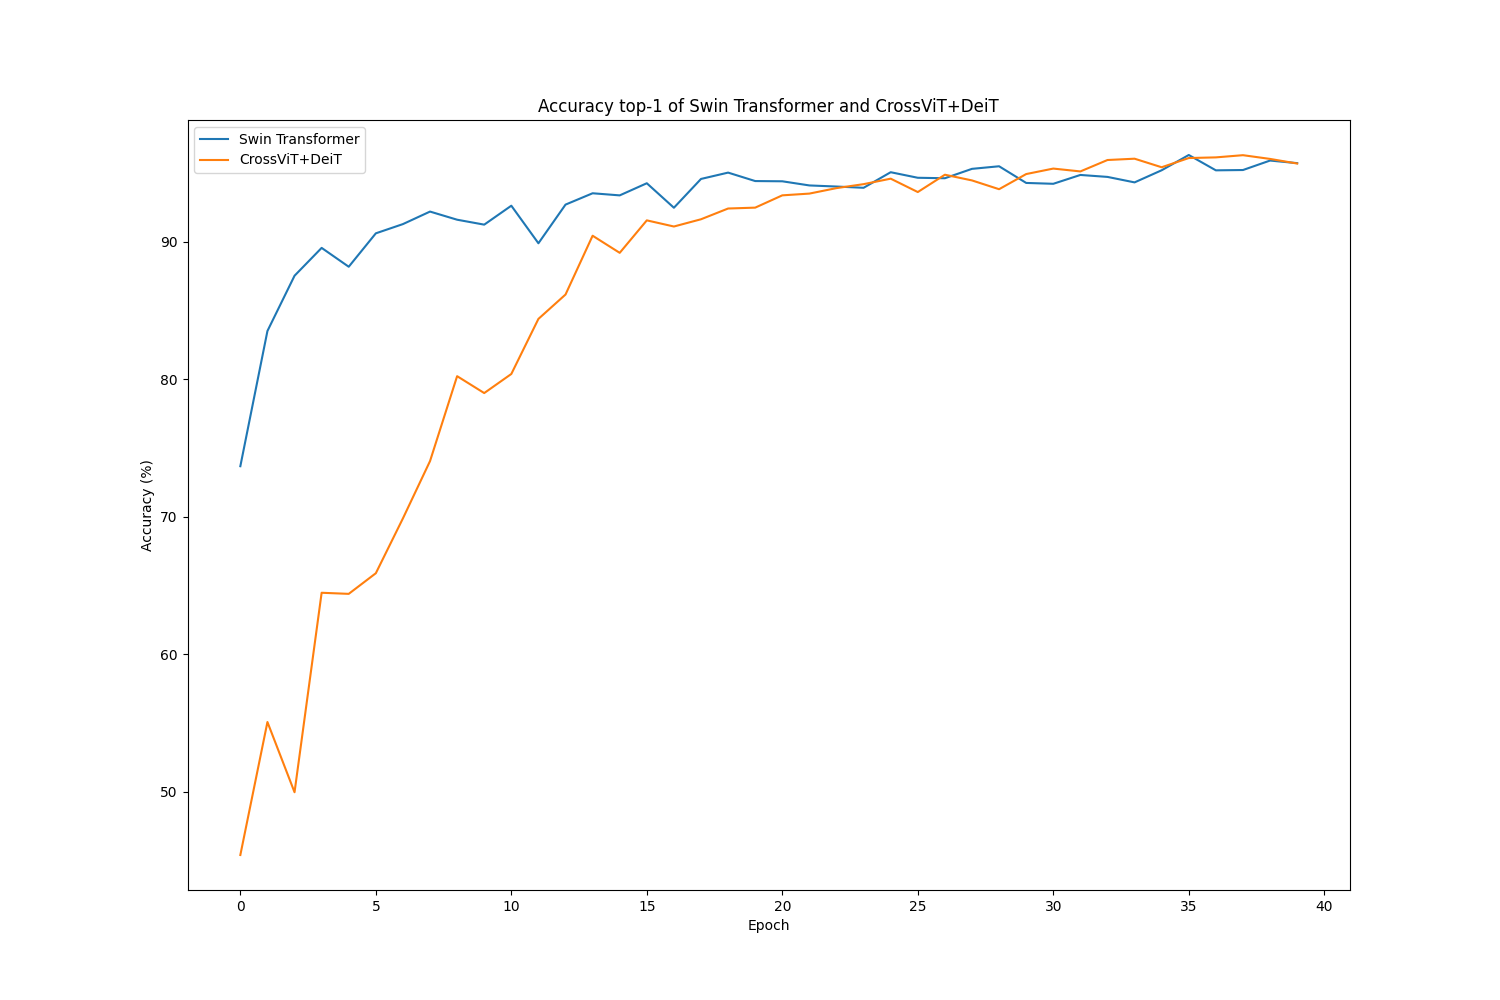 Accuracy top-1 of Swin Transformer and CrossViT+DeiT
Swin Transformer
CrossViT+DeiT
90
80
70
60
50
Accuracy (%)
0 5 10 15 20 25 30 35 40
Epoch